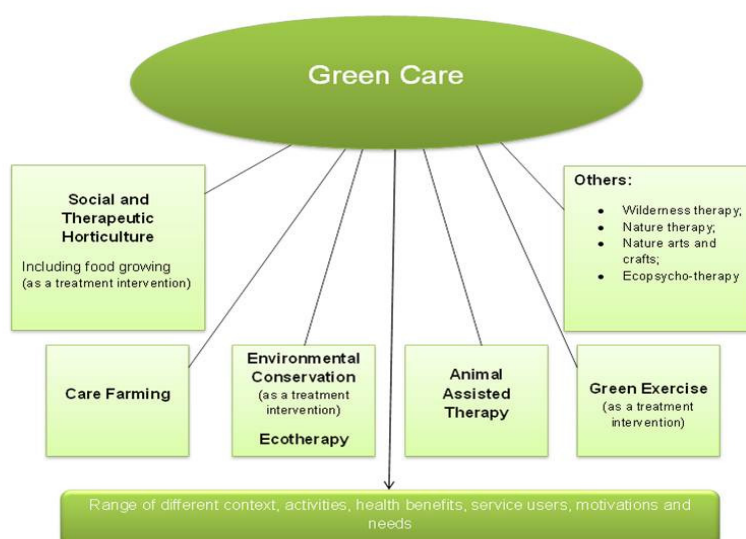 Green Care
Social and
Therapeutic
Horticulture
Including food growing
(as a treatment intervention)
Others:
• Wilderness therapy;
• Nature therapy;
• Nature arts and
crafts;
• Ecopsycho-therapy
Care Farming
Environmental
Conservation
(as a treatment
intervention)
Ecotherapy
Animal
Assisted
Therapy
Green Exercise
(as a treatment
intervention)
Range of different context, activities, health benefits, service users, motivations and
needs